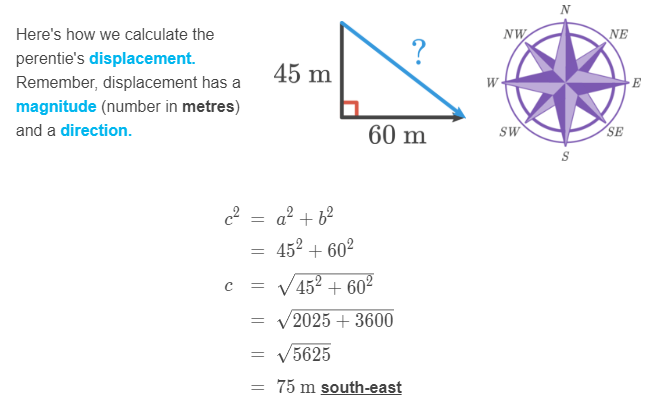 Here's how we calculate the
perentie's displacement.
Remember, displacement has a
magnitude (number in metres)
and a direction.
45 m
?
60 m
N
NW
NE
W
E
SW
SE
S
c² = a² + b²
= 45² + 60²
c = √(45² + 60²)
= √(2025 + 3600)
= √5625
= 75 m south-east